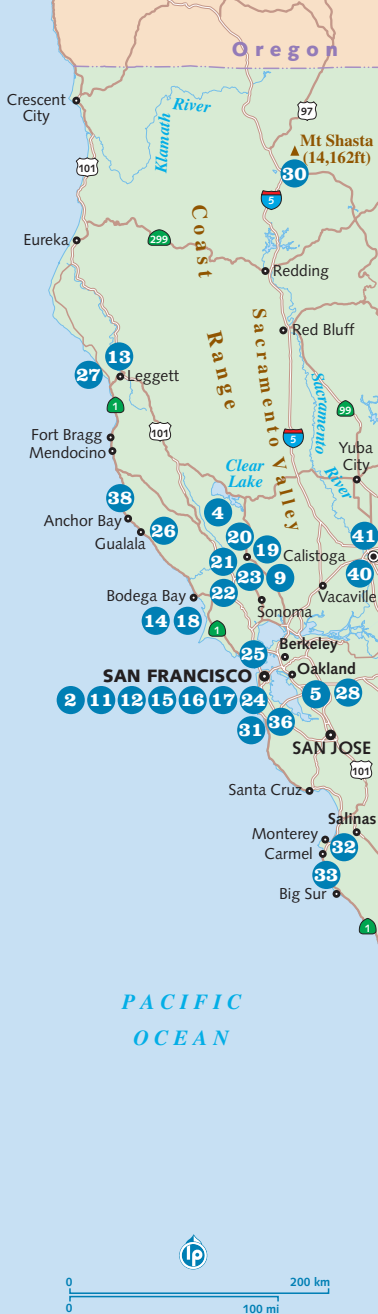 Oregon
Crescent
City
Klamath River
97
Mt Shasta
(14,162ft)
30
101
5
Eureka
299
Coast Range
Redding
Sacramento Valley
Red Bluff
13
27
Leggett
1
Sacramento River
99
Fort Bragg
101
5
Mendocino
Clear
Lake
Yuba
City
38
4
Anchor Bay
26
Gualala
20
41
21
19
Calistoga
23
9
40
22
Bodega Bay
Vacaville
Sonoma
14 18
1
Berkeley
25
Oakland
SAN FRANCISCO
2 11 12 15 16 17 24
5 28
31
36
SAN JOSE
101
Santa Cruz
Salinas
Monterey
32
Carmel
33
Big Sur
1
PACIFIC
OCEAN
lp
0 200 km
0 100 mi